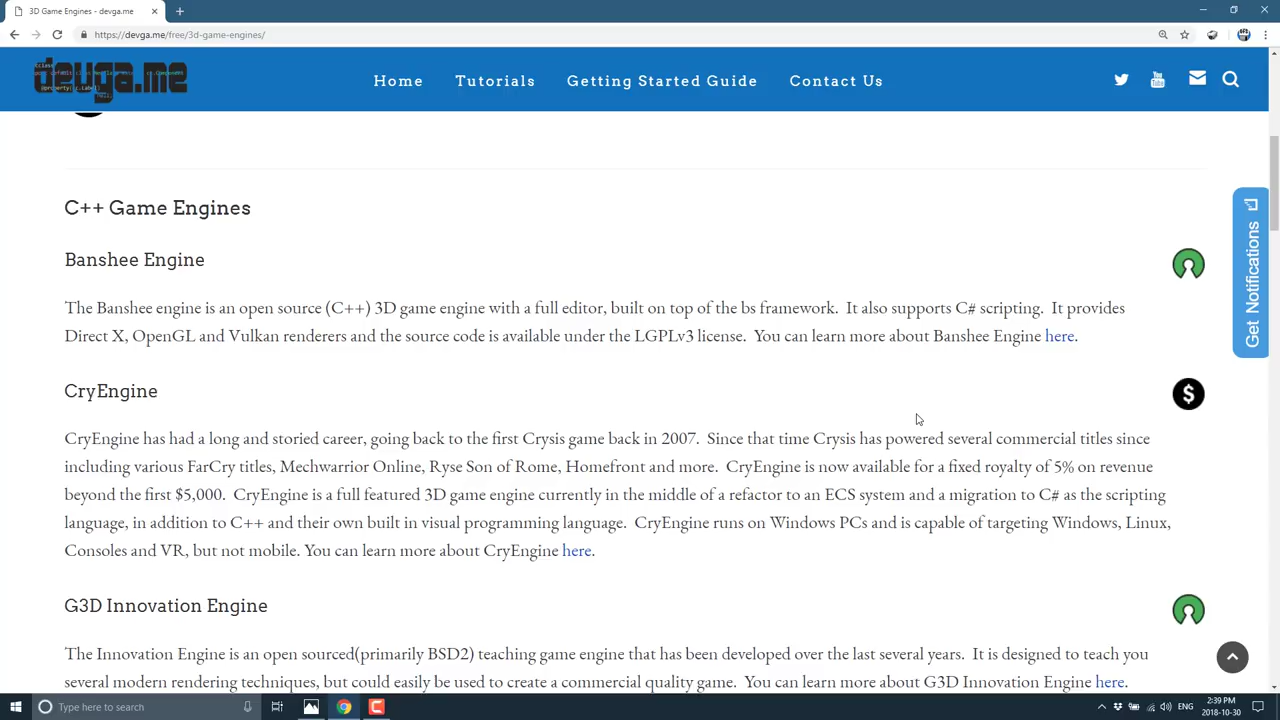 3D Game Engines - devga.me
https://devga.me/free/3d-game-engines/
devga.me
Home Tutorials Getting Started Guide Contact Us
C++ Game Engines
Banshee Engine
The Banshee engine is an open source (C++) 3D game engine with a full editor, built on top of the bs framework. It also supports C# scripting. It provides
Direct X, OpenGL and Vulkan renderers and the source code is available under the LGPLv3 license. You can learn more about Banshee Engine here.
CryEngine
$
CryEngine has had a long and storied career, going back to the first Crysis game back in 2007. Since that time Crysis has powered several commercial titles since
including various FarCry titles, Mechwarrior Online, Ryse Son of Rome, Homefront and more. CryEngine is now available for a fixed royalty of 5% on revenue
beyond the first $5,000. CryEngine is a full featured 3D game engine currently in the middle of a refactor to an ECS system and a migration to C# as the scripting
language, in addition to C++ and their own built in visual programming language. CryEngine runs on Windows PCs and is capable of targeting Windows, Linux,
Consoles and VR, but not mobile. You can learn more about CryEngine here.
G3D Innovation Engine
The Innovation Engine is an open sourced(primarily BSD2) teaching game engine that has been developed over the last several years. It is designed to teach you
several modern rendering techniques, but could easily be used to create a commercial quality game. You can learn more about G3D Innovation Engine here.
Get Notifications
Type here to search
ENG
2:39 PM
2018-10-30